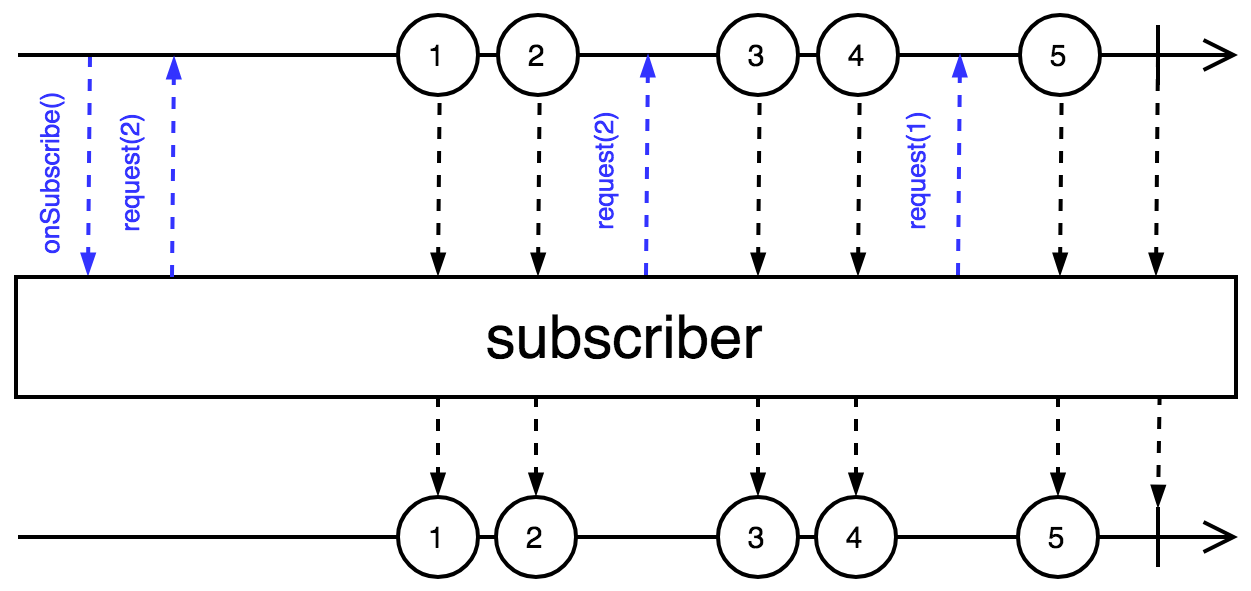 1
2
3
4
5
onSubscribe()
request(2)
request(2)
request(1)
subscriber
1
2
3
4
5